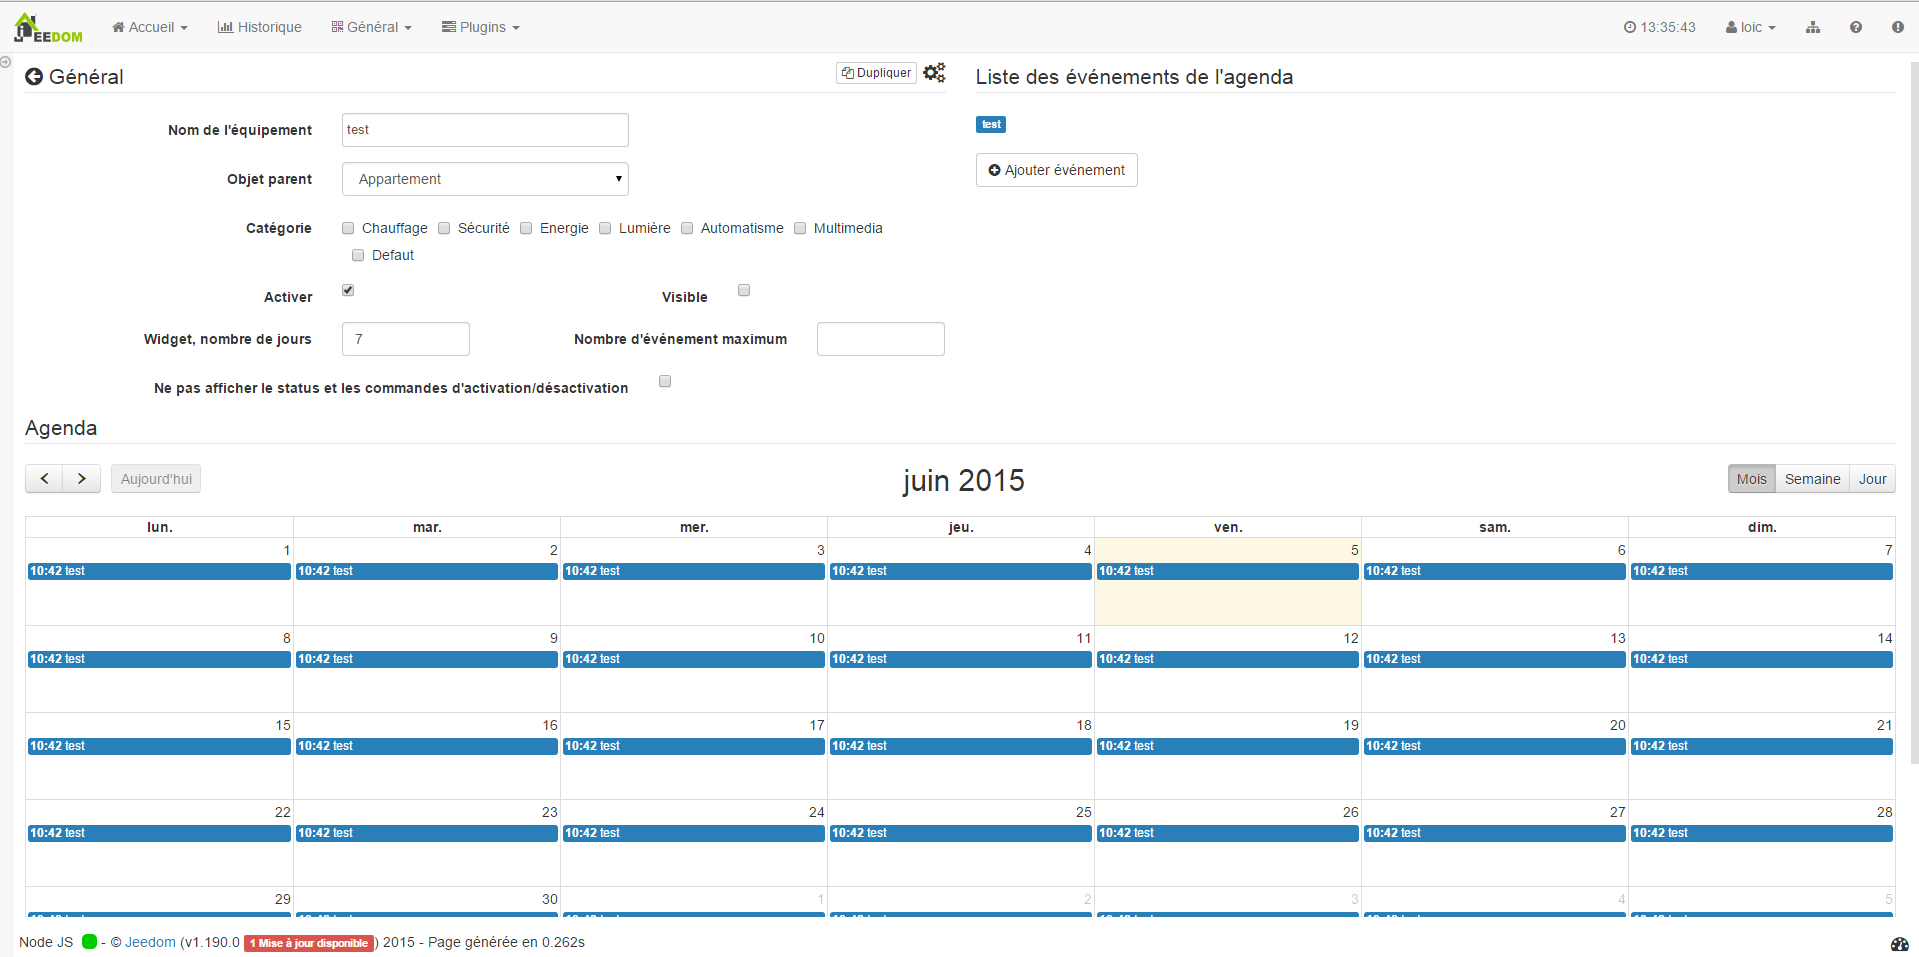 JEEDOM Accueil Historique Général Plugins 13:35:43 loic
Général Dupliquer
Nom de l'équipement test
Objet parent Appartement
Catégorie Chauffage Sécurité Energie Lumière Automatisme Multimedia
Defaut
Activer Visible
Widget, nombre de jours 7 Nombre d'événement maximum
Ne pas afficher le status et les commandes d'activation/désactivation
Liste des événements de l'agenda
test
Ajouter événement
Agenda
Aujourd'hui juin 2015 Mois Semaine Jour
lun. mar. mer. jeu. ven. sam. dim.
1 2 3 4 5 6 7
10:42 test 10:42 test 10:42 test 10:42 test 10:42 test 10:42 test 10:42 test
8 9 10 11 12 13 14
10:42 test 10:42 test 10:42 test 10:42 test 10:42 test 10:42 test 10:42 test
15 16 17 18 19 20 21
10:42 test 10:42 test 10:42 test 10:42 test 10:42 test 10:42 test 10:42 test
22 23 24 25 26 27 28
10:42 test 10:42 test 10:42 test 10:42 test 10:42 test 10:42 test 10:42 test
29 30 1 2 3 4 5
Node JS - © Jeedom (v1.190.0 1 Mise à jour disponible) 2015 - Page générée en 0.262s